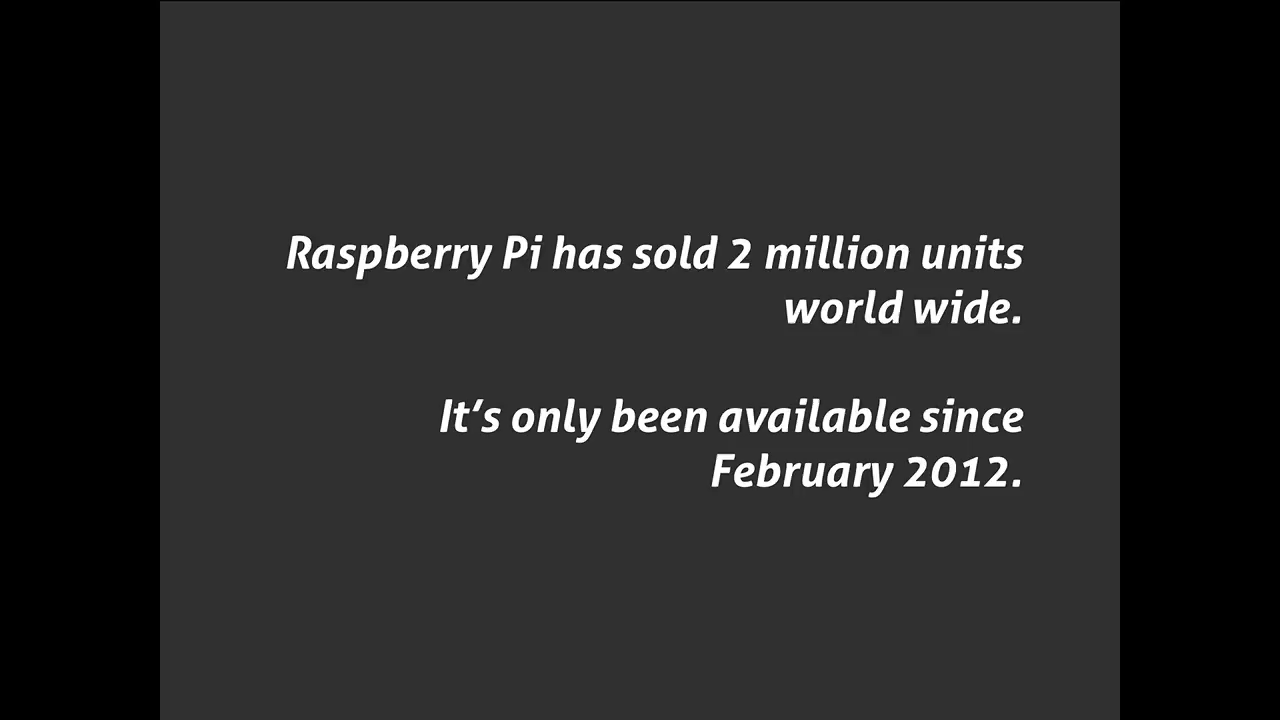 Raspberry Pi has sold 2 million units
world wide.
It’s only been available since
February 2012.